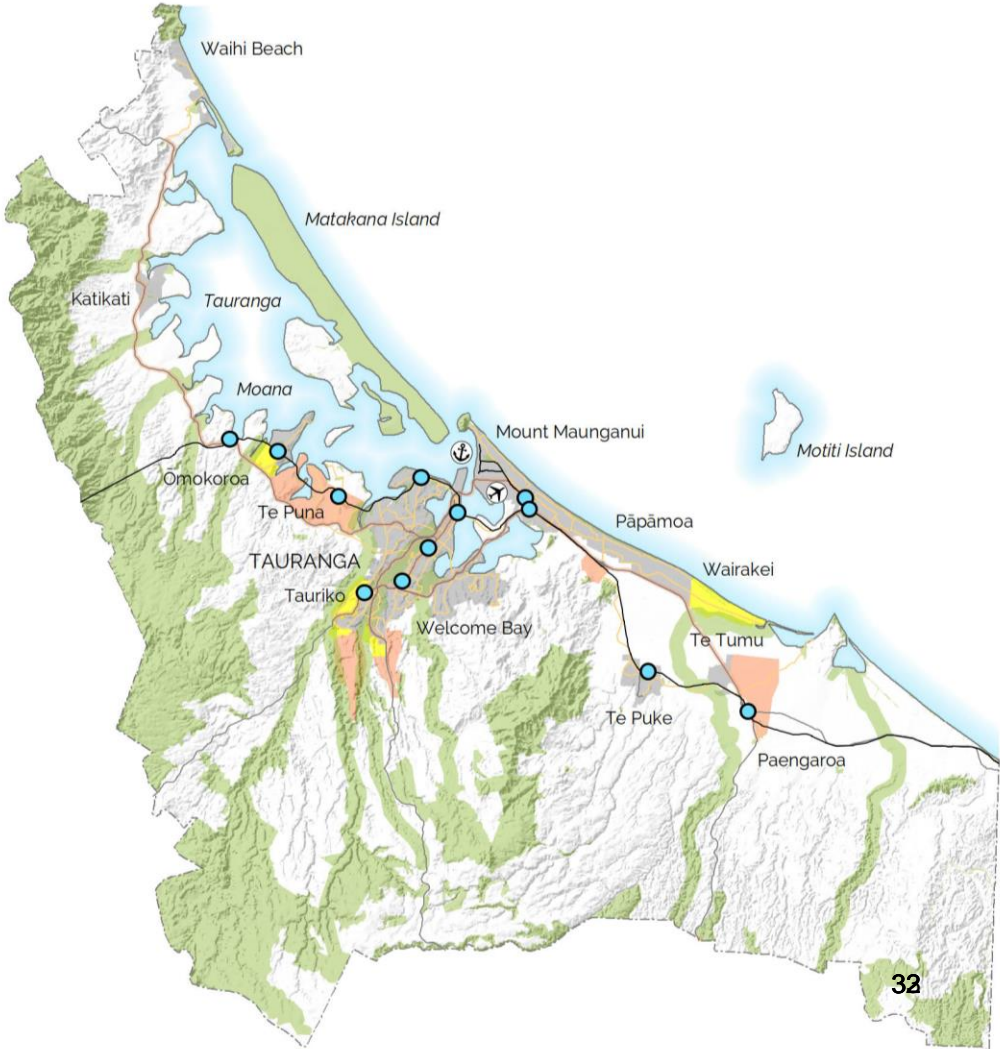 Waihi Beach
Matakana Island
Katikati
Tauranga
Moana
Mount Maunganui
Motiti Island
Omokoroa
Te Puna
Pāpāmoa
TAURANGA
Wairakei
Tauriko
Welcome Bay
Te Tumu
Te Puke
Paengaroa